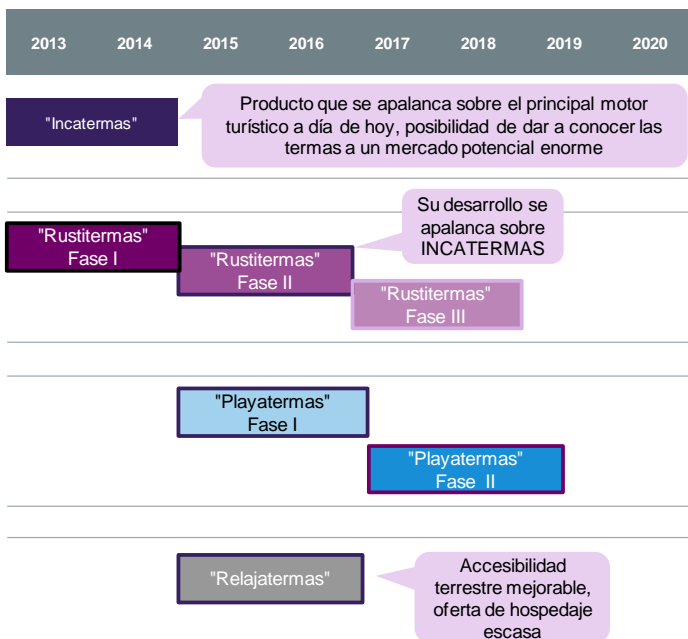 2013 2014 2015 2016 2017 2018 2019 2020
"Incatermas"
Producto que se apalanca sobre el principal motor
turístico a día de hoy, posibilidad de dar a conocer las
termas a un mercado potencial enorme
Su desarrollo se
apalanca sobre
INCATERMAS
"Rustitermas"
Fase I
"Rustitermas"
Fase II
"Rustitermas"
Fase III
"Playatermas"
Fase I
"Playatermas"
Fase II
"Relajatermas"
Accesibilidad
terrestre mejorable,
oferta de hospedaje
escasa